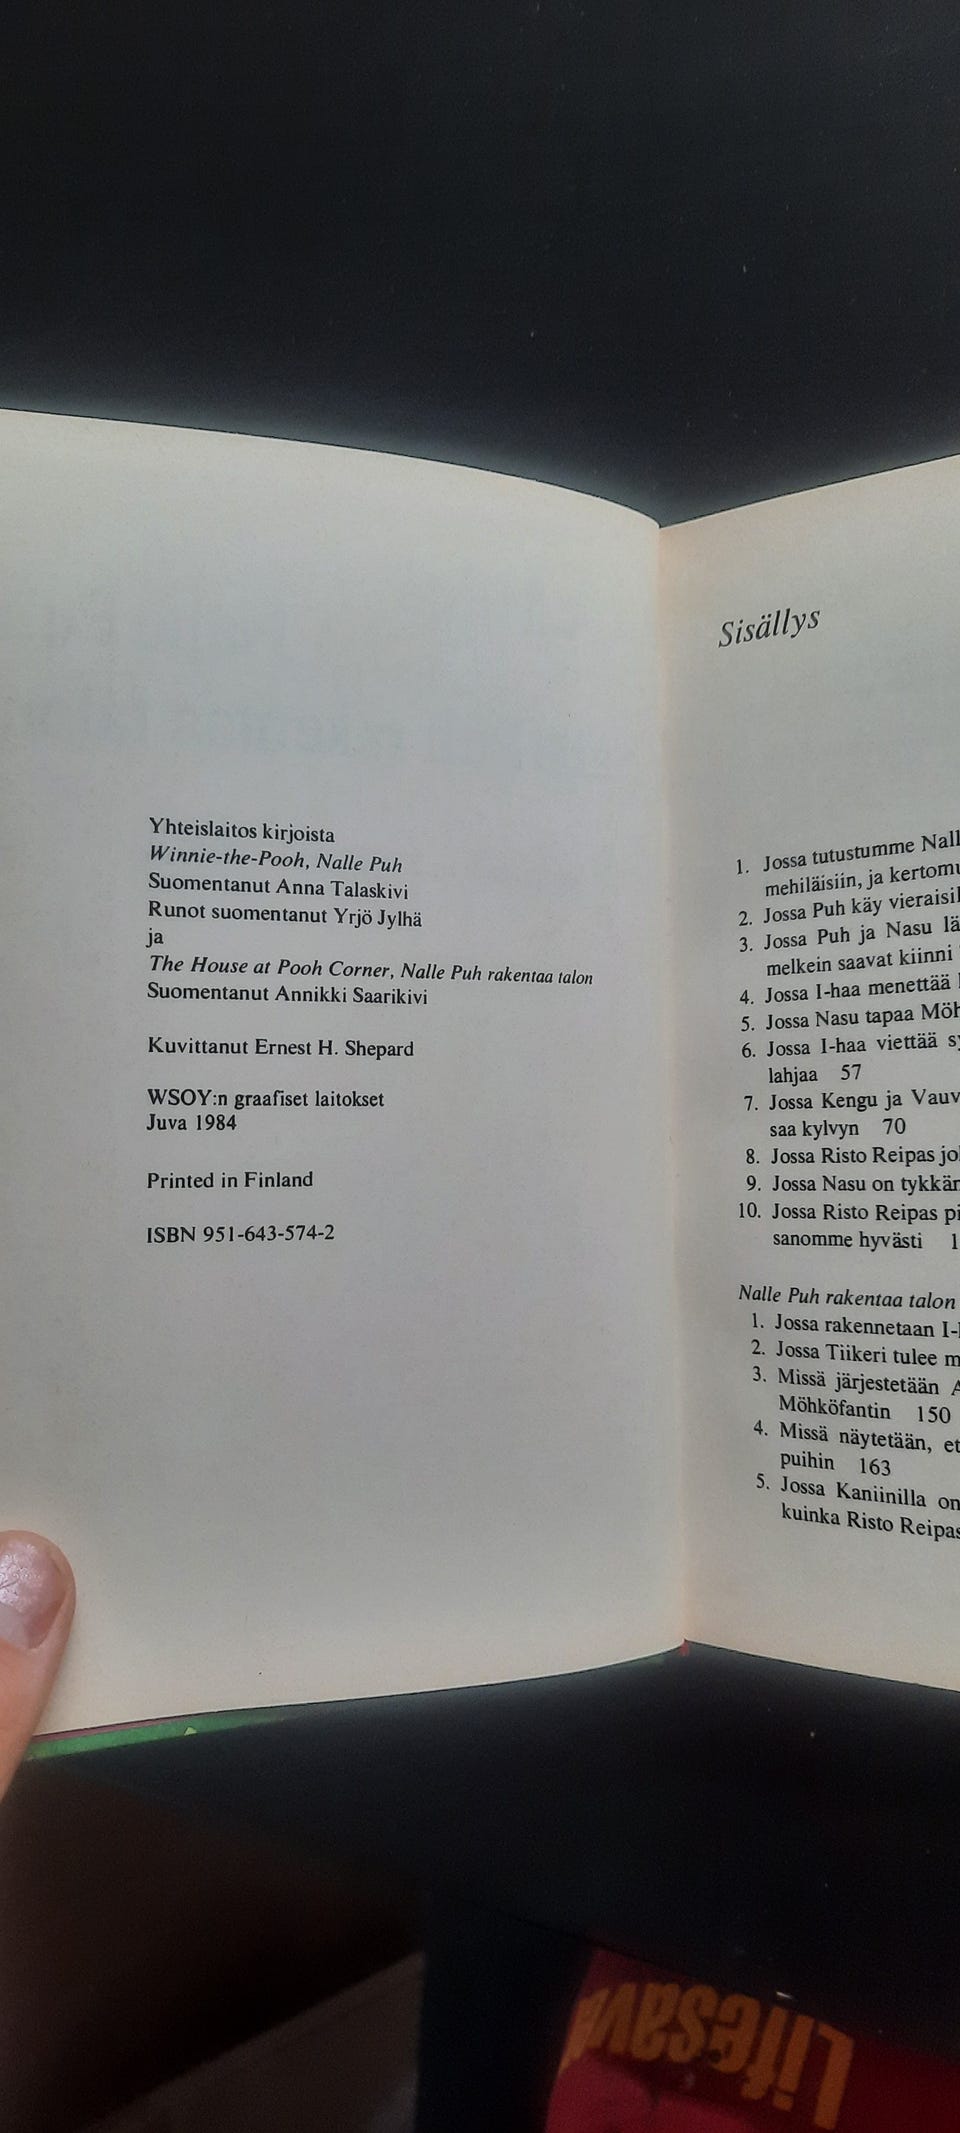 Yhteislaitos kirjoista
Winnie-the-Pooh, Nalle Puh
Suomentanut Anna Talaskivi
Runot suomentanut Yrjö Jylhä
ja
The House at Pooh Corner, Nalle Puh rakentaa talon
Suomentanut Annikki Saarikivi
Kuvittanut Ernest H. Shepard
WSOY:n graafiset laitokset
Juva 1984
Printed in Finland
ISBN 951-643-574-2
Sisällys
1. Jossa tutustumme
mehiläisiin, ja
2. Jossa Puh käy
3. Jossa Puh ja Nasu
melkein saavat kiinni
4. Jossa I-haa menettää
5. Jossa Nasu tapaa
6. Jossa I-haa viettää
lahjaa 57
7. Jossa Kengu ja
saa kylvyn 70
8. Jossa Risto Reipas
9. Jossa Nasu on
10. Jossa Risto Reipas
sanomme hyvästi
Nalle Puh rakentaa talon
1. Jossa rakennetaan
2. Jossa Tiikeri tulee
3. Missä järjestetään
Möhköfantin 150
4. Missä näytetään,
puihin 163
5. Jossa Kaniinilla
kuinka Risto